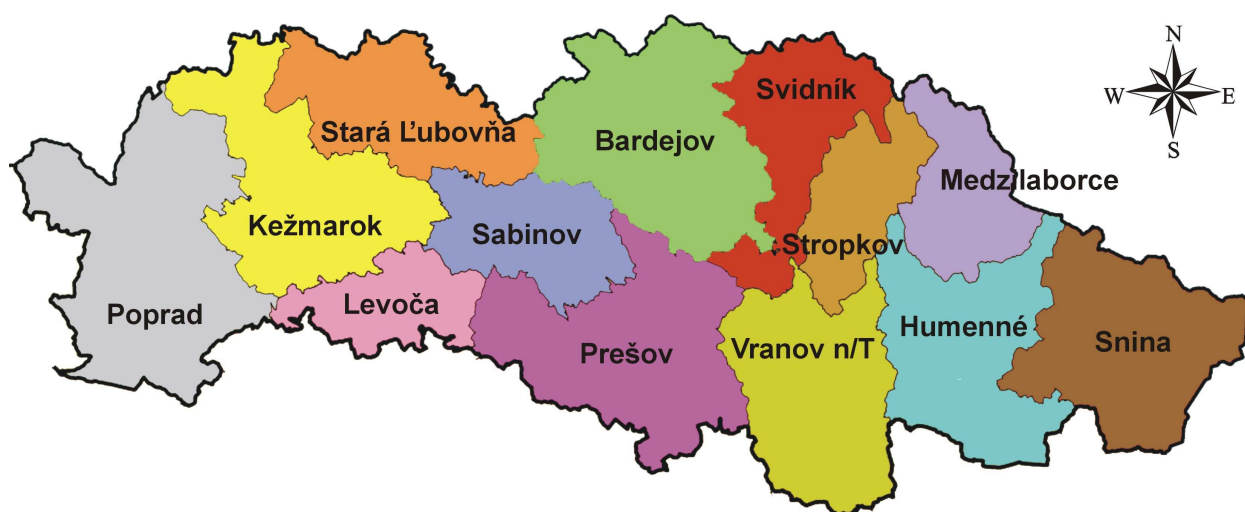 N
W E
S
Svidník
Stará Ľubovňa
Bardejov
Medzilaborce
Kežmarok
Sabinov
Stropkov
Poprad
Levoča
Prešov
Vranov n/T
Humenné
Snina